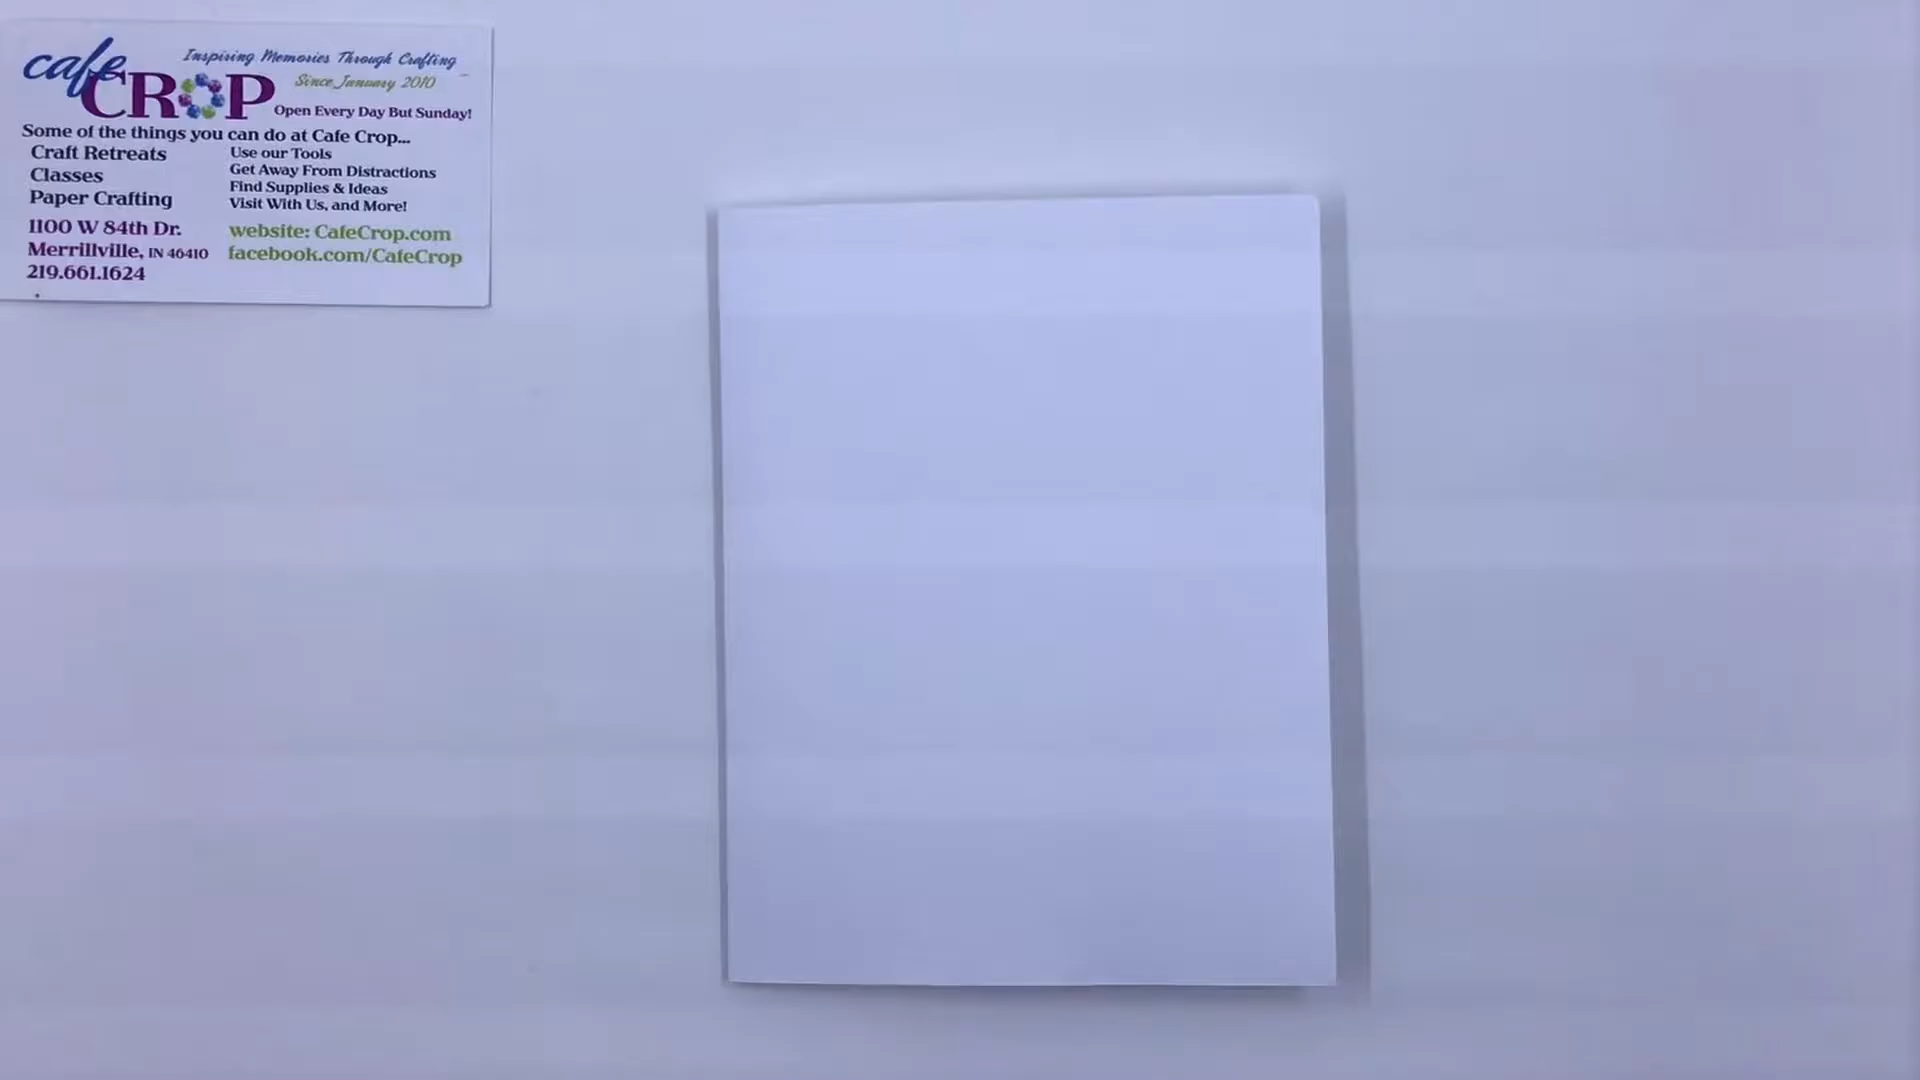 cafe CROP
Inspiring Memories Through Crafting
Since January 2010
Open Every Day But Sunday!
Some of the things you can do at Cafe Crop...
Craft Retreats
Classes
Paper Crafting
Use our Tools
Get Away From Distractions
Find Supplies & Ideas
Visit With Us, and More!
1100 W 84th Dr.
Merrillville, IN 46410
219.661.1624
website: CafeCrop.com
facebook.com/CafeCrop